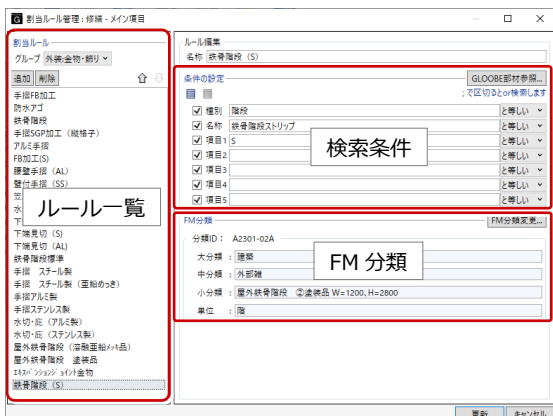 G 割当ルール管理：修繕 - メイン項目
割当ルール
グループ 外装:金物・飾り
追加 削除
手摺FB加工
防水アゴ
鉄骨階段
手摺SGP加工（縦格子）
アルミ手摺
FB加工(S)
腰壁手摺（AL）
壁付手摺（SS）
下端見切（S）
下端見切（AL）
鉄骨階段標準
手摺　スチール製
手摺　スチール製（亜鉛めっき）
手摺アルミ製
手摺ステンレス製
水切・庇（アルミ製）
水切・庇（ステンレス製）
屋外鉄骨階段（溶融亜鉛ﾒｯｷ品）
屋外鉄骨階段　塗装品
ｴｷｽﾊﾟﾝｼｮﾝｼﾞｮｲﾝﾄ金物
鉄骨階段（S）
ルール一覧
ルール編集
名称 鉄骨階段（S）
条件の設定 GLOOBE部材参照...
;で区切るとor検索します
種別 階段 と等しい
名称 鉄骨階段ストリップ と等しい
項目1 S と等しい
項目2 と等しい
項目3 と等しい
項目4 と等しい
項目5 と等しい
検索条件
FM分類 FM分類変更...
分類ID： A2301-02A
大分類 ：建築
中分類 ：外部雑
小分類 ：屋外鉄骨階段　②塗装品 W=1200, H=2800
単位 ：階
FM 分類
更新 キャンセル